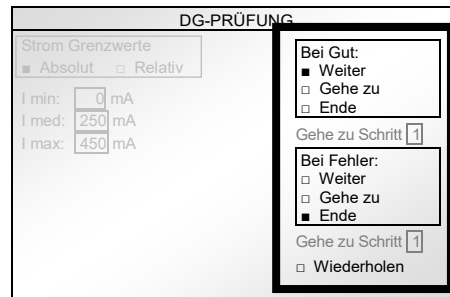 DG-PRÜFUNG
Strom Grenzwerte
■ Absolut □ Relativ
I min: 0 mA
I med: 250 mA
I max: 450 mA
Bei Gut:
■ Weiter
□ Gehe zu
□ Ende
Gehe zu Schritt 1
Bei Fehler:
□ Weiter
□ Gehe zu
■ Ende
Gehe zu Schritt 1
□ Wiederholen